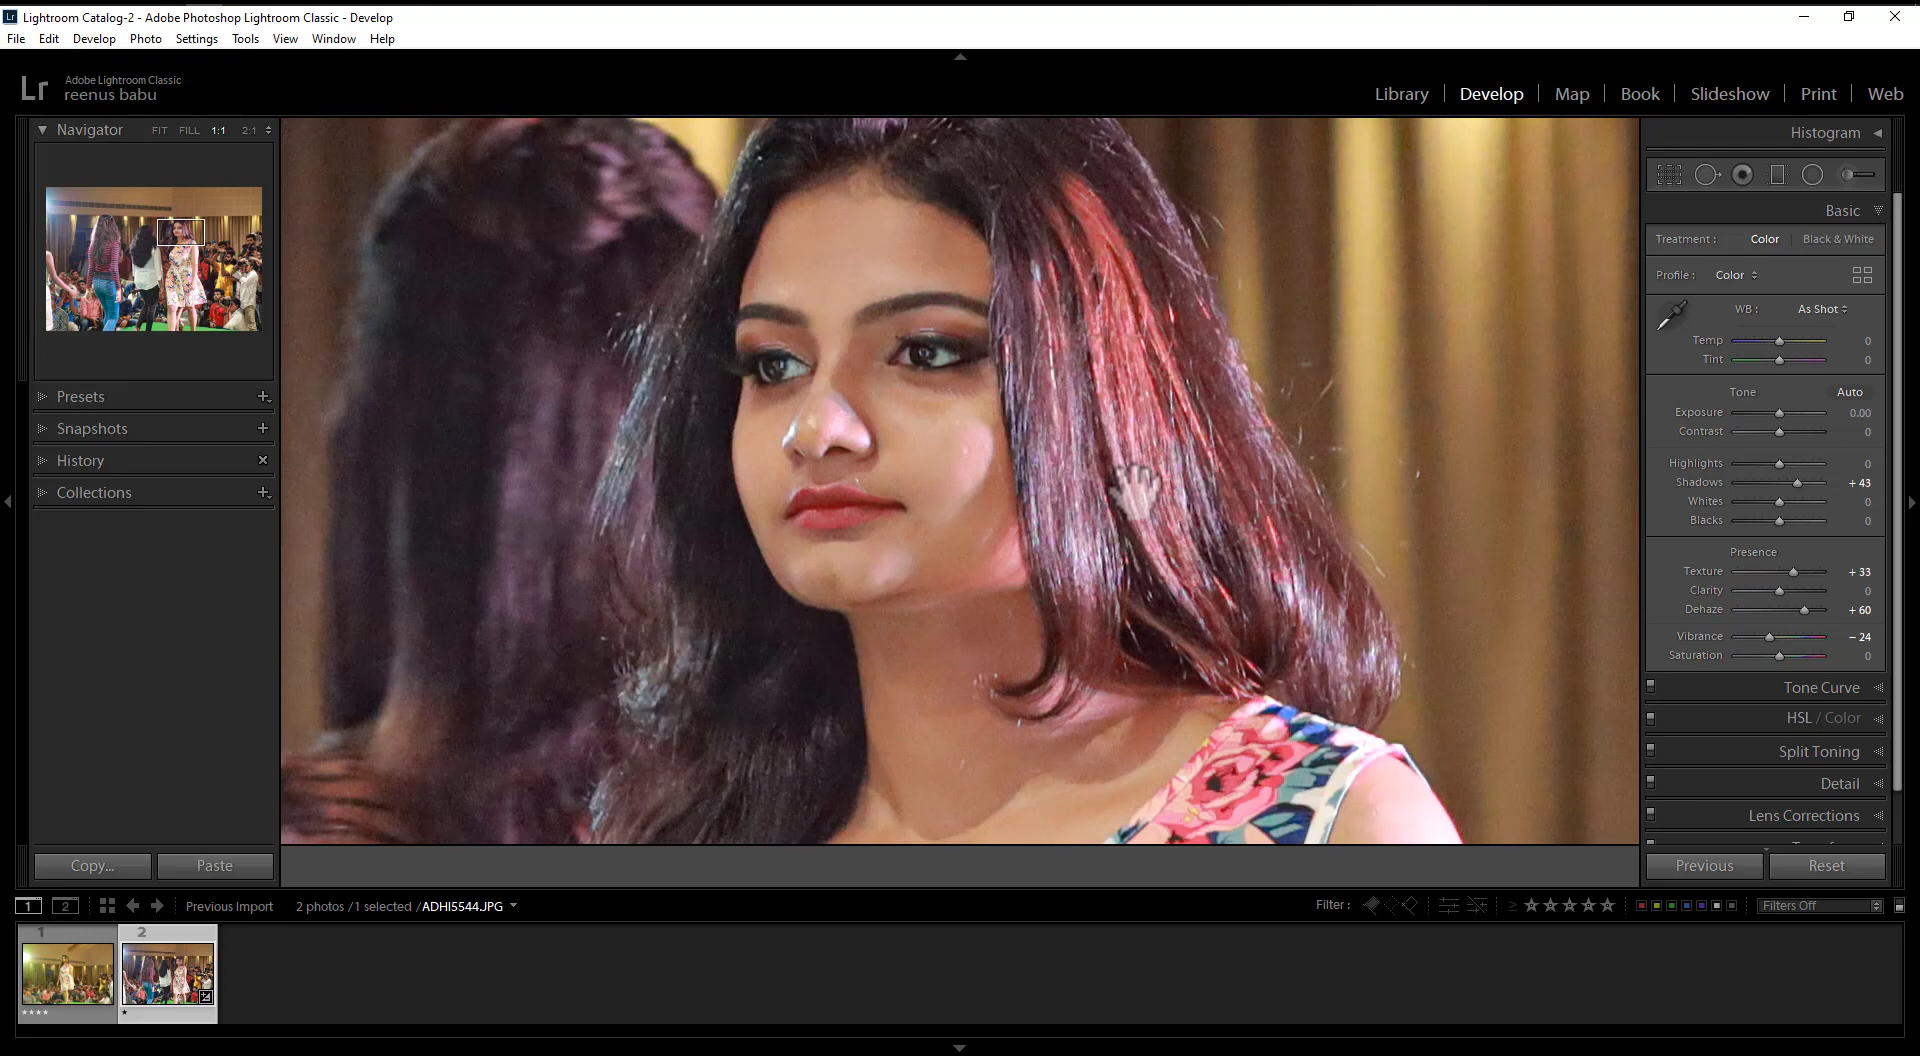 Lr Lightroom Catalog-2 - Adobe Photoshop Lightroom Classic - Develop
File Edit Develop Photo Settings Tools View Window Help
Lr Adobe Lightroom Classic
reenus babu
Library Develop Map Book Slideshow Print Web
Navigator FIT FILL 1:1 2:1
Histogram
Basic
Treatment : Color Black & White
Profile : Color
WB : As Shot
Temp 0
Tint 0
Tone Auto
Exposure 0.00
Contrast 0
Highlights 0
Shadows + 43
Whites 0
Blacks 0
Presence
Texture + 33
Clarity 0
Dehaze + 60
Vibrance – 24
Saturation 0
Tone Curve
HSL / Color
Split Toning
Detail
Lens Corrections
Previous Reset
Presets
Snapshots
History
Collections
Copy... Paste
1 2 Previous Import 2 photos /1 selected /ADHI5544.JPG
Filter : ≥ Filters Off
1 2